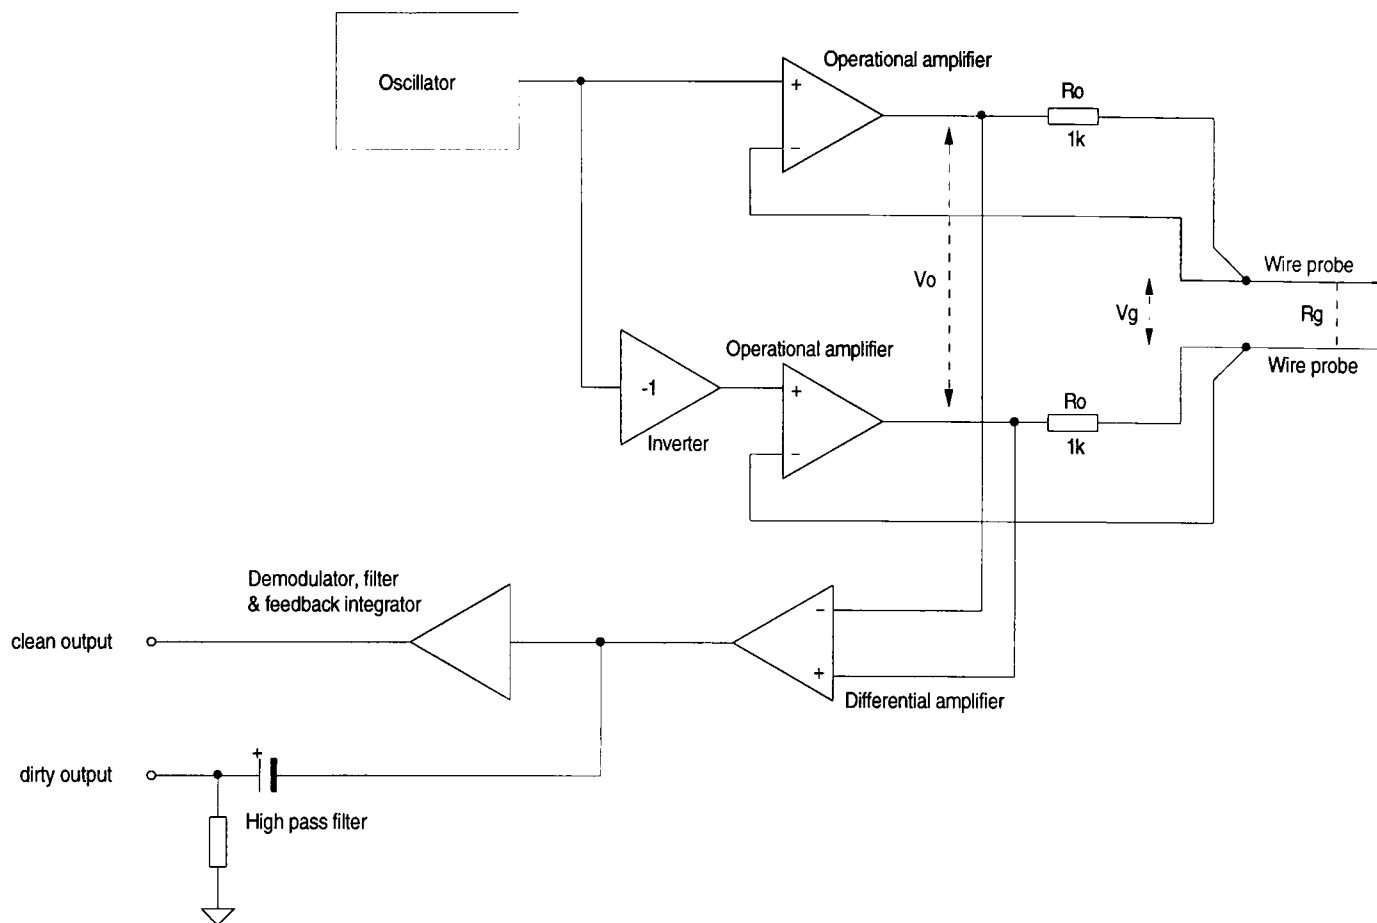 Operational amplifier
Oscillator
+
−
Ro
1k
Vo
Wire probe
Vg
Rg
Wire probe
Operational amplifier
-1
Inverter
+
−
Ro
1k
Demodulator, filter
& feedback integrator
clean output
−
+
Differential amplifier
dirty output
+
High pass filter